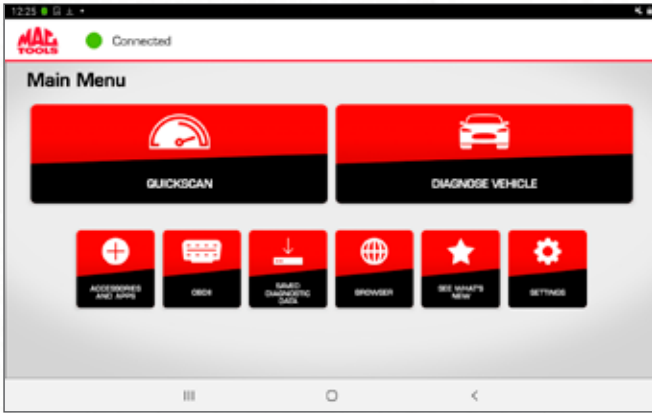 12:25
MAC
TOOLS
Connected
Main Menu
QUICKSCAN
DIAGNOSE VEHICLE
ACCESSORIES
AND APPS
OBDII
SAVED
DIAGNOSTIC
DATA
BROWSER
SEE WHAT'S
NEW
SETTINGS